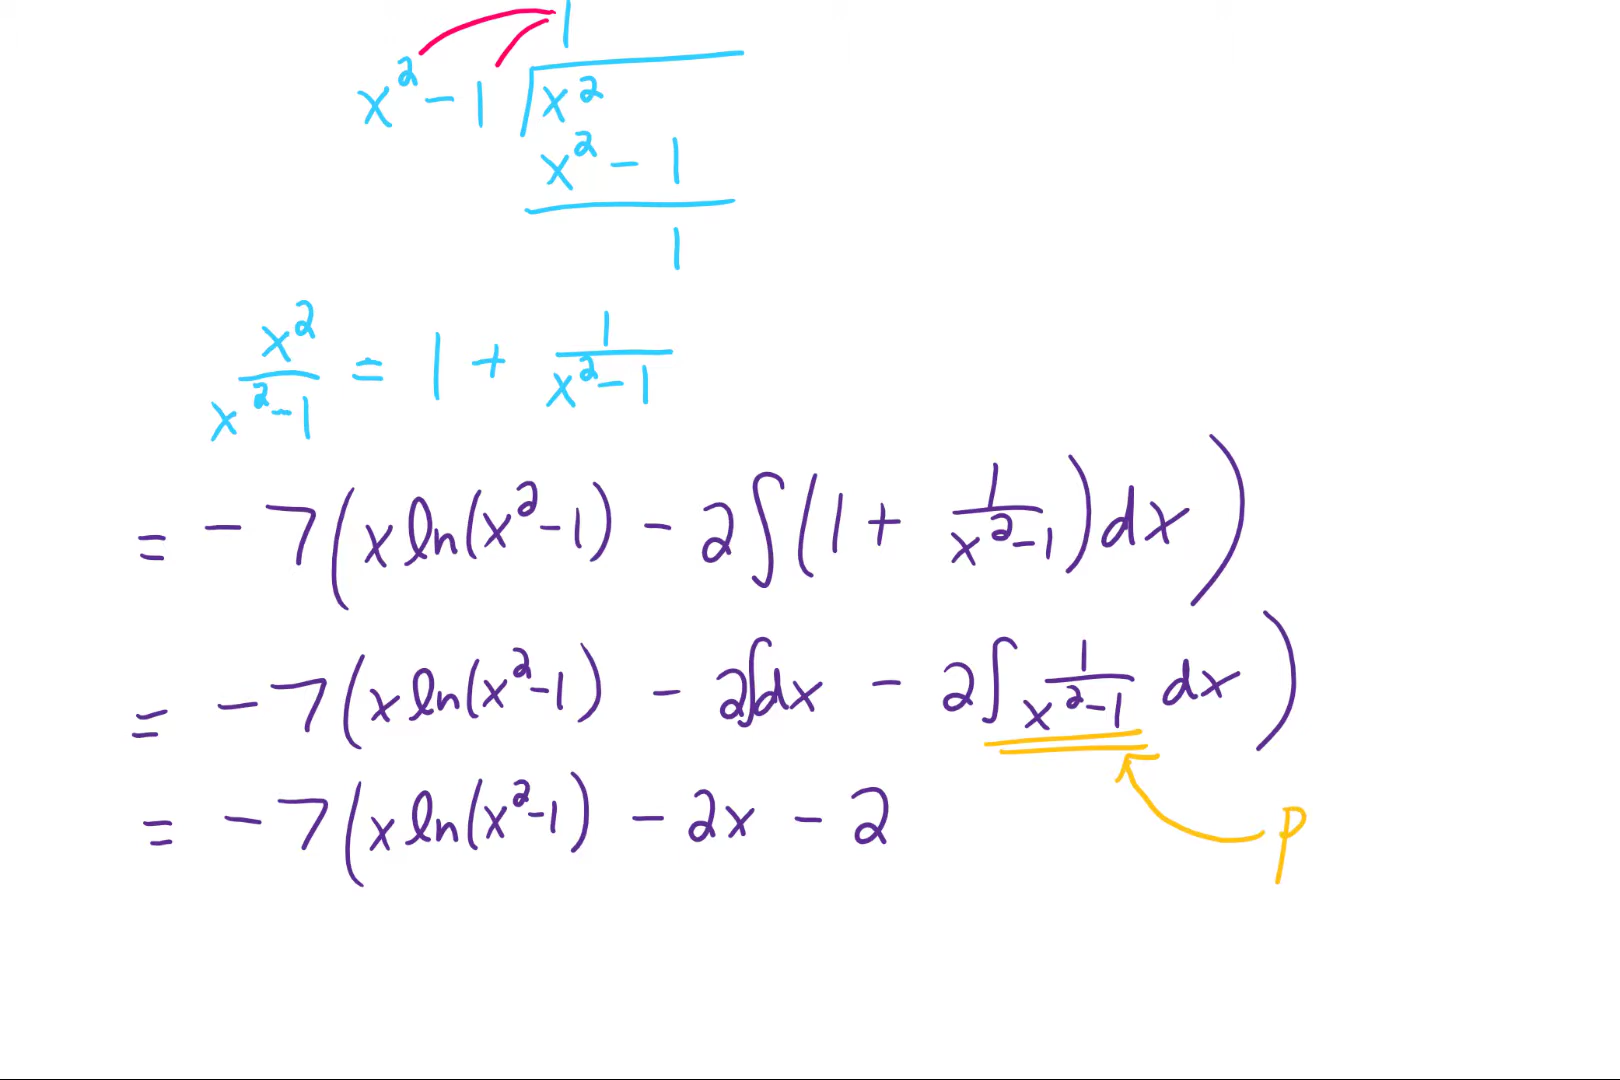 1
x² - 1 √x²
x² - 1
1
x²/(x²-1) = 1 + 1/(x²-1)
= -7(x ln(x²-1) - 2∫(1 + 1/(x²-1))dx)
= -7(x ln(x²-1) - 2∫dx - 2∫ 1/(x²-1) dx)
= -7(x ln(x²-1) - 2x - 2
P